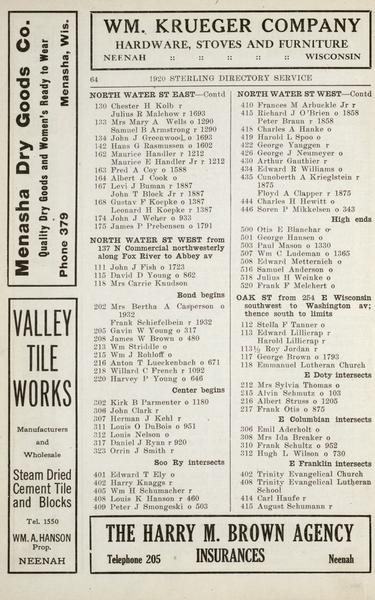 WM. KRUEGER COMPANY
HARDWARE, STOVES AND FURNITURE
NEENAH :: :: :: :: :: WISCONSIN
Menasha Dry Goods Co.
Quality Dry Goods and Women's Ready to Wear
Phone 379 Menasha, Wis.
VALLEY
TILE
WORKS
Manufacturers
and
Wholesale
Steam Dried
Cement Tile
and Blocks
Tel. 1550
WM. A. HANSON
Prop.
NEENAH
64 1920 STERLING DIRECTORY SERVICE
NORTH WATER ST EAST—Contd
130 Chester H Kolb r
Julius R Malchow r 1693
133 Mrs Mary A Wells o 1290
Samuel B Armstrong r 1290
134 John J Greenwood o 1693
142 Hans G Rasmussen o 1602
162 Maurice Handler r 1212
Maurice E Handler Jr r 1212
163 Fred A Coy o 1588
164 Albert J Cook o
167 Levi J Buman r 1887
John T Block Jr r 1887
168 Gustav F Koepke o 1387
Leonard H Koepke r 1387
174 John J Weber o 933
175 James P Prebensen o 1791
NORTH WATER ST WEST from
137 N Commercial northwesterly
along Fox River to Abbey av
111 John J Fish o 1723
115 David D Young o 862
118 Mrs Carrie Knudson
Bond begins
202 Mrs Bertha A Casperson o
1932
Frank Schiefelbein r 1932
205 Gavin W Young o 317
208 James W Brown o 480
213 Wm Striddle o
215 Wm J Rohloff o
216 Anton T Lueckenbach o 671
218 Willard C French r 1092
220 Harvey P Young o 646
Center begins
302 Kirk B Parmenter o 1180
306 John Clark r
307 Herman J Kehl r
311 Louis O DuBois o 951
312 Louis Nelson o
317 Daniel J Ryan r 920
323 Orrin J Smith r
Soo Ry intersects
401 Edward T Ely o
402 Harry Knaggs r
405 Wm H Schumacher r
408 Louis K Hanson r 460
409 Peter J Smongeski o 503
NORTH WATER ST WEST—Contd
410 Frances M Arbuckle Jr r
415 Richard J O'Brien o 1858
Peter Braun r 1858
418 Charles A Hanke o
419 Harold L Spoo o
422 George Yanggen r
426 George J Neumeyer o
430 Arthur Gauthier r
434 Edward R Williams o
435 Cunoberth A Krieglstein r
1875
Floyd A Clapper r 1875
444 Charles H Hewitt o
446 Soren P Mikkelsen o 343
High ends
500 Otis E Blanchar o
501 George Hansen o
503 Paul Mason o 1330
507 Wm C Ludeman o 1365
508 Edward Metternich o
516 Samuel Anderson o
518 Julius H Weinke r
520 Frank F Melchert o
OAK ST from 254 E Wisconsin
southwest to Washington av;
thence south to limits
112 Stella F Tanner o
113 Edward Lillicrap r
Harold Lillicrap r
113½ Roy Jordan r
117 George Brown o 1793
118 Emmanuel Lutheran Church
E Doty intersects
212 Mrs Sylvia Thomas o
215 Alvin Schmutz o 103
216 Albert Struss o 1205
217 Frank Otis o 875
E Columbian intersects
306 Emil Aderholt o
308 Mrs Ida Breaker o
310 Frank Schultz o 952
312 Hugh L Wilson o 730
E Franklin intersects
402 Trinity Evangelical Church
408 Trinity Evangelical Lutheran
School
414 Carl Haufe r
415 August Schumann r
THE HARRY M. BROWN AGENCY
Telephone 205 INSURANCES Neenah